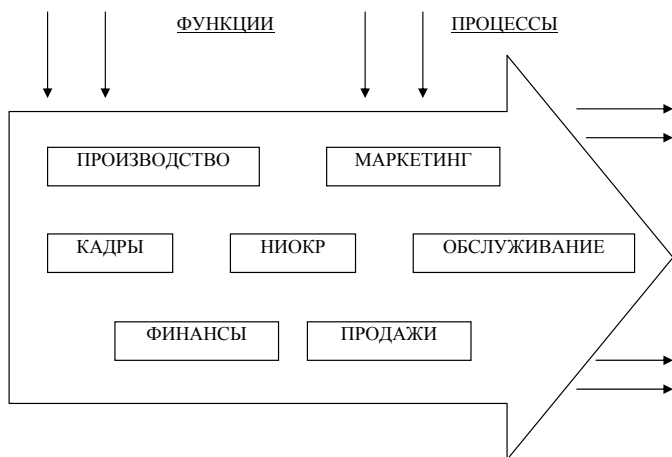 ФУНКЦИИ ПРОЦЕССЫ
ПРОИЗВОДСТВО МАРКЕТИНГ
КАДРЫ НИОКР ОБСЛУЖИВАНИЕ
ФИНАНСЫ ПРОДАЖИ